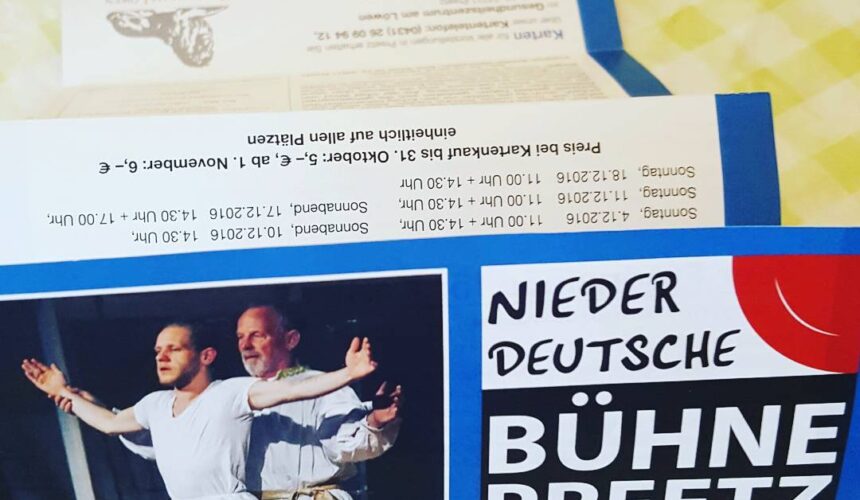 Karten für alle Vorstellungen in Preetz erhalten Sie
über unser Kartentelefon: (0431) 26 09 94 12,
im Gesundheitszentrum am Löwen
Sonntag, 4.12.2016 11.00 Uhr + 14.30 Uhr, Sonnabend, 10.12.2016 14.30 Uhr,
Sonntag, 11.12.2016 11.00 Uhr + 14.30 Uhr, Sonnabend, 17.12.2016 14.30 Uhr + 17.00 Uhr,
Sonntag, 18.12.2016 11.00 Uhr + 14.30 Uhr
Preis bei Kartenkauf bis 31. Oktober: 5,– €, ab 1. November: 6,– €
einheitlich auf allen Plätzen
NIEDER
DEUTSCHE
BÜHNE
PREETZ